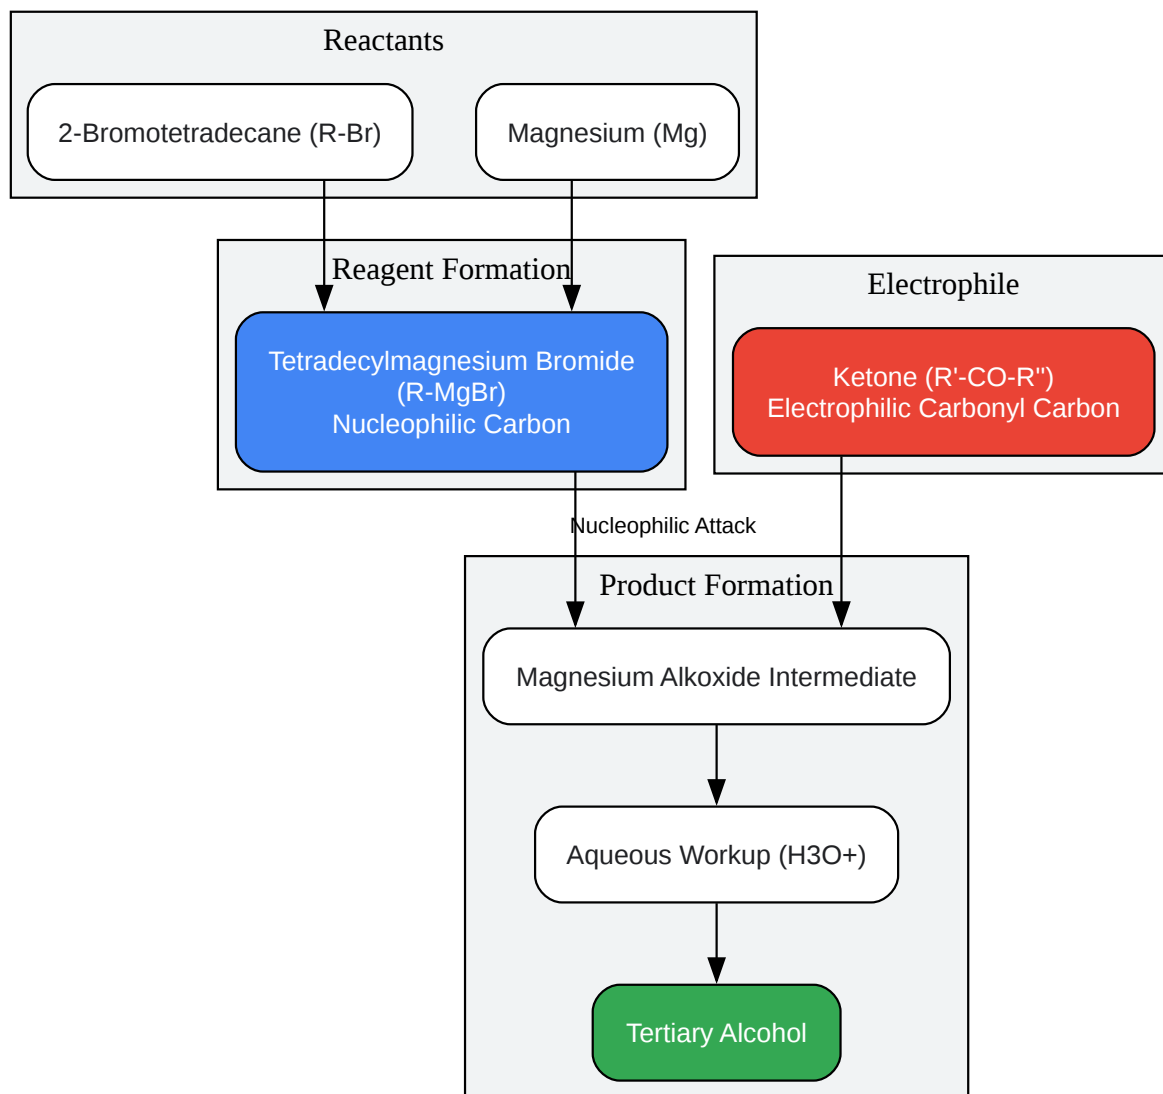 Reactants
2-Bromotetradecane (R-Br)
Magnesium (Mg)
Reagent Formation
Electrophile
Tetradecylmagnesium Bromide
(R-MgBr)
Nucleophilic Carbon
Ketone (R'-CO-R")
Electrophilic Carbonyl Carbon
Nucleophilic Attack
Product Formation
Magnesium Alkoxide Intermediate
Aqueous Workup (H3O+)
Tertiary Alcohol